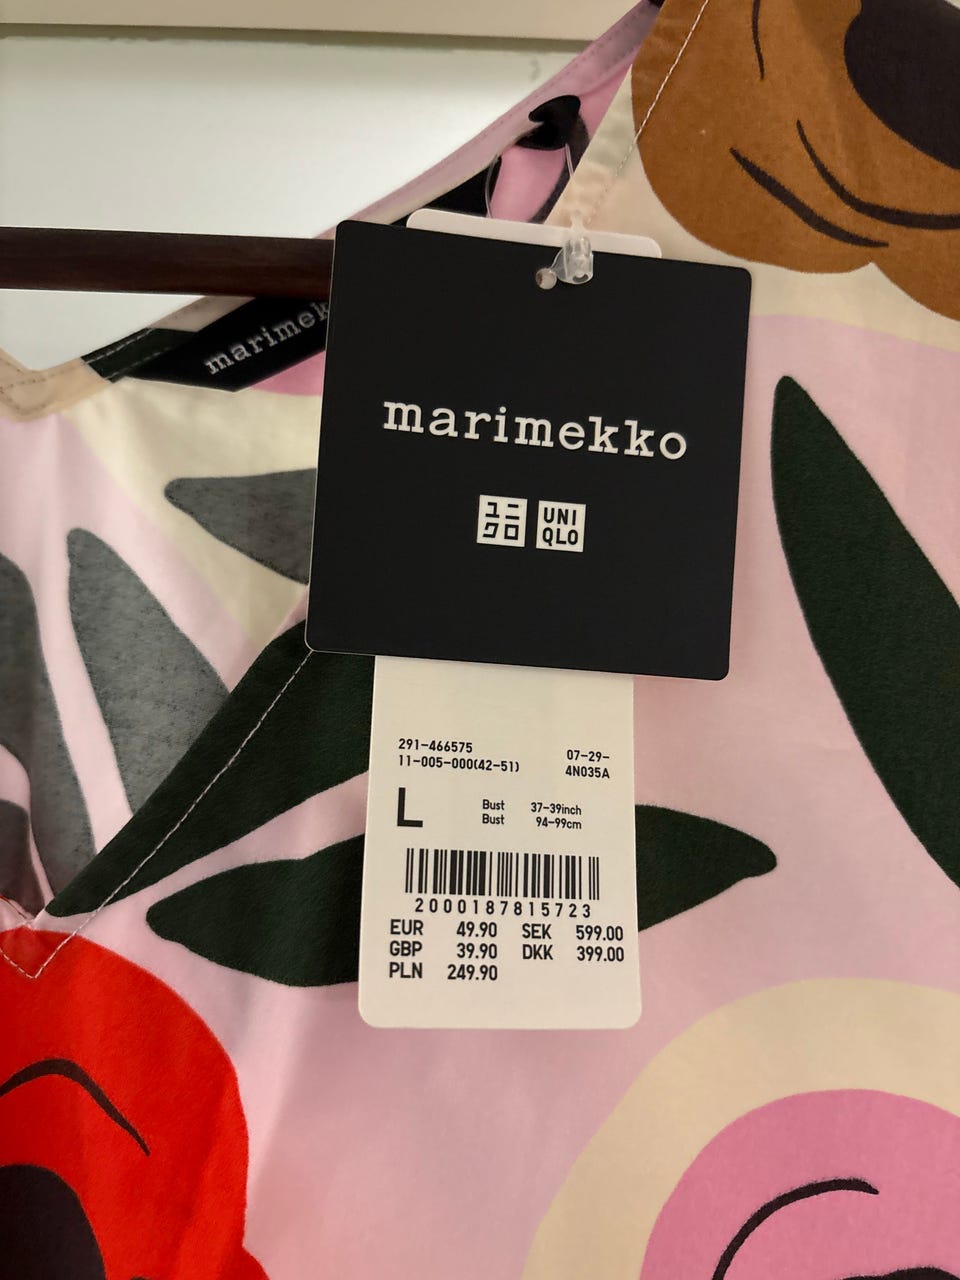 marimek
marimekko
ユニ UNI
クロ QLO
291-466575 07-29-
11-005-000(42-51) 4N035A
L Bust 37-39inch
Bust 94-99cm
2000187815723
EUR 49.90 SEK 599.00
GBP 39.90 DKK 399.00
PLN 249.90